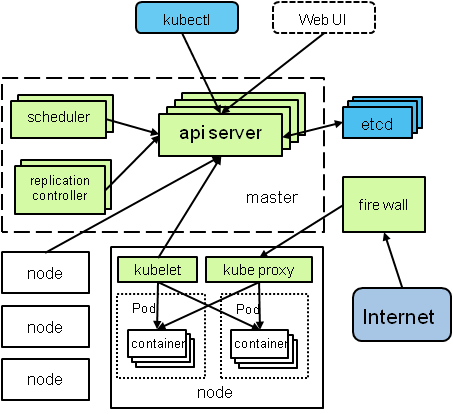 kubectl
Web UI
scheduler
api server
etcd
replication
controller
master
fire wall
node
kubelet
kube proxy
Pod
Pod
node
container
container
Internet
node
node